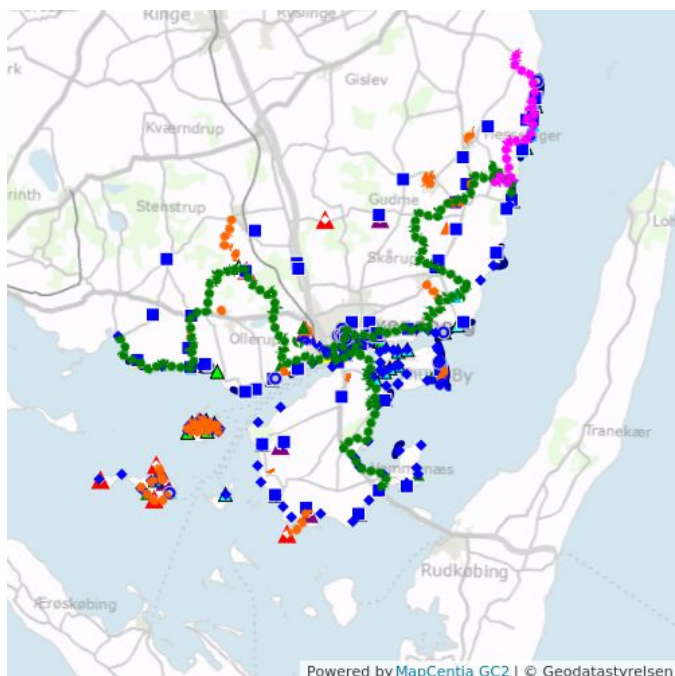 Ringe
Ryslinge
Gislev
Kværndrup
Gudme
Stenstrup
Skårup
Ollerup
By
Tranekær
Rudkøbing
Ærøskøbing
Powered by MapCentia GC2 | © Geodatastyrelsen